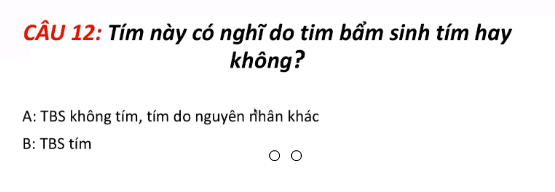 CÂU 12: Tím này có nghĩ do tim bẩm sinh tím hay
không?
A: TBS không tím, tím do nguyên nhân khác
B: TBS tím